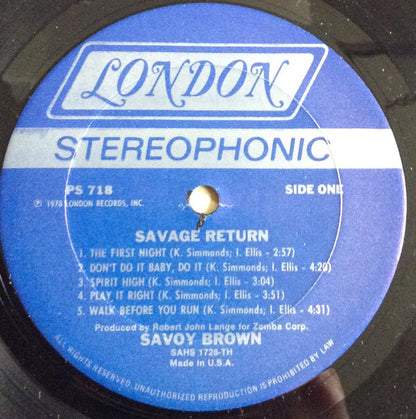 LONDON
STEREOPHONIC
PS 718
SIDE ONE
℗ 1978 LONDON RECORDS, INC.
SAVAGE RETURN
1. THE FIRST NIGHT (K. Simmonds; I. Ellis - 2:57)
2. DON'T DO IT BABY, DO IT (K. Simmonds; I. Ellis - 4:20)
3. SPIRIT HIGH (K. Simmonds; I. Ellis - 3:04)
4. PLAY IT RIGHT (K. Simmonds; I. Ellis - 3:51)
5. WALK BEFORE YOU RUN (K. Simmonds; I. Ellis - 4:31)
Produced by Robert John Lange for Zomba Corp.
SAVOY BROWN
SAHS 1728-TH
Made in U.S.A.
ALL RIGHTS RESERVED. UNAUTHORIZED REPRODUCTION IS PROHIBITED BY LAW